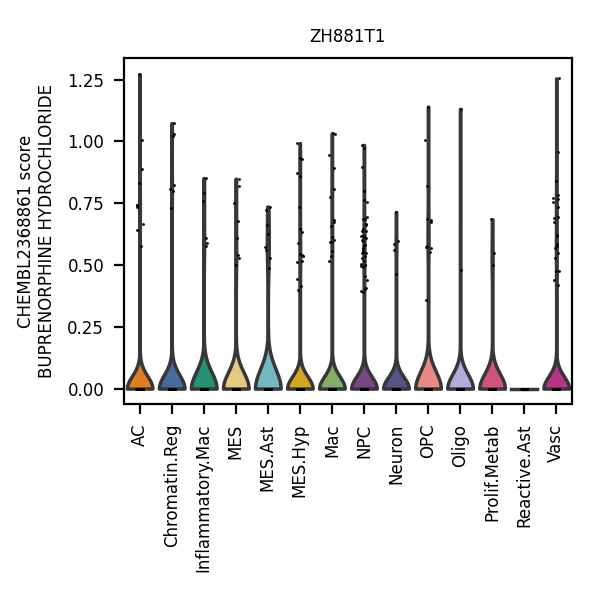 ZH881T1
CHEMBL2368861 score
BUPRENORPHINE HYDROCHLORIDE
1.25
1.00
0.75
0.50
0.25
0.00
AC
Chromatin.Reg
Inflammatory.Mac
MES
MES.Ast
MES.Hyp
Mac
NPC
Neuron
OPC
Oligo
Prolif.Metab
Reactive.Ast
Vasc